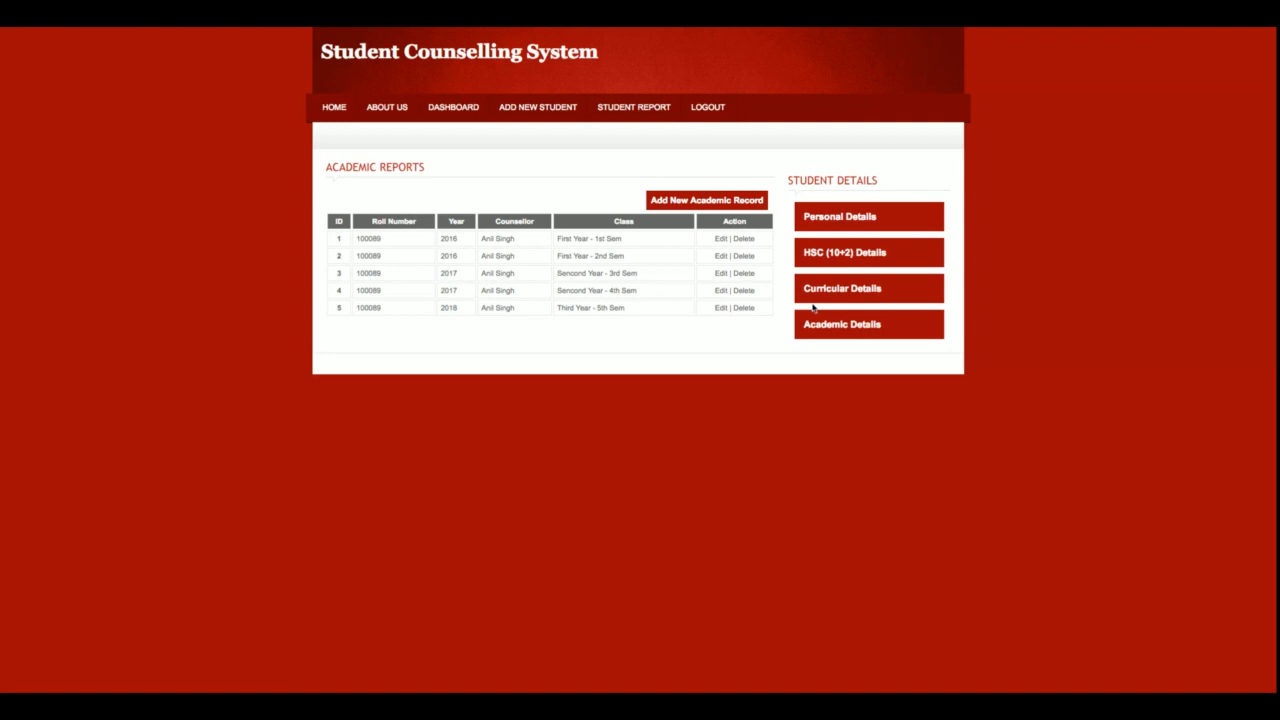 Student Counselling System
HOME ABOUT US DASHBOARD ADD NEW STUDENT STUDENT REPORT LOGOUT
ACADEMIC REPORTS
Add New Academic Record
ID Roll Number Year Counsellor Class Action
1 100089 2016 Anil Singh First Year - 1st Sem Edit | Delete
2 100089 2016 Anil Singh First Year - 2nd Sem Edit | Delete
3 100089 2017 Anil Singh Sencond Year - 3rd Sem Edit | Delete
4 100089 2017 Anil Singh Sencond Year - 4th Sem Edit | Delete
5 100089 2018 Anil Singh Third Year - 5th Sem Edit | Delete
STUDENT DETAILS
Personal Details
HSC (10+2) Details
Curricular Details
Academic Details